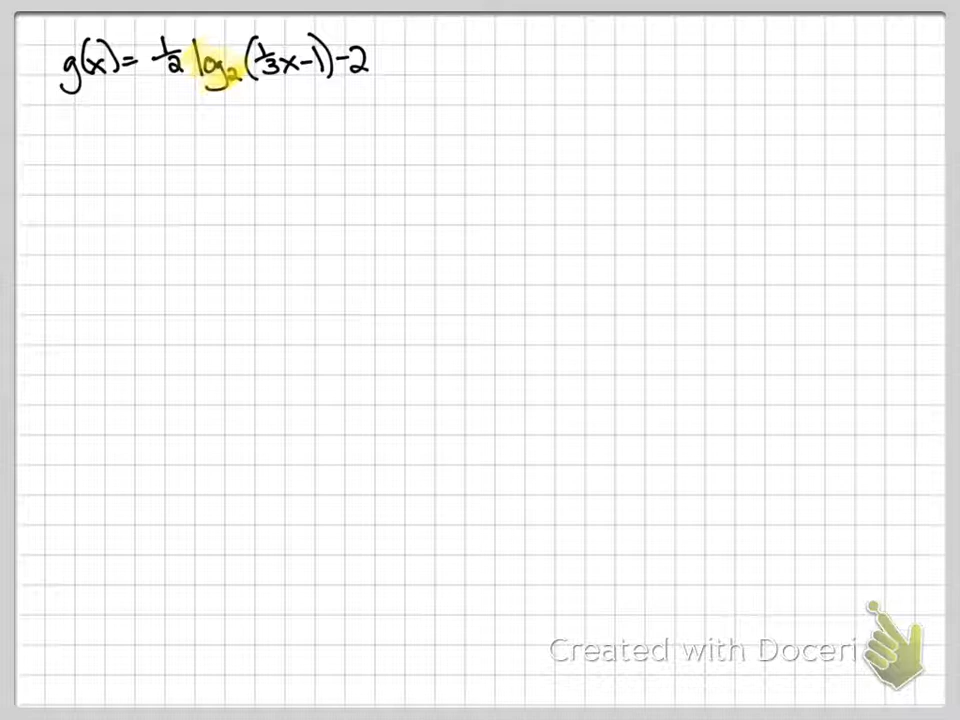 g(x) = 1/2 log₂ (1/3x-1) -2
Created with Doceri